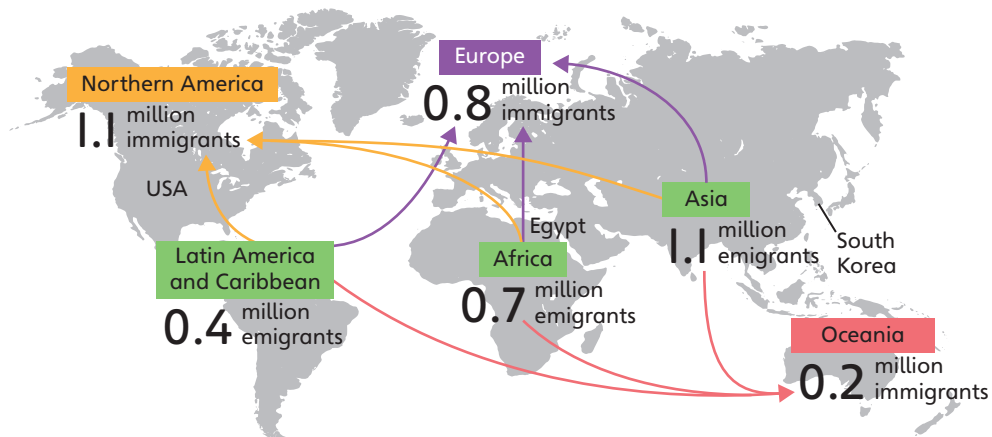 Europe
0.8 million
immigrants
Northern America
1.1 million
immigrants
USA
Asia
1.1 million
emigrants
Egypt
South
Korea
Latin America
and Caribbean
0.4 million
emigrants
Africa
0.7 million
emigrants
Oceania
0.2 million
immigrants